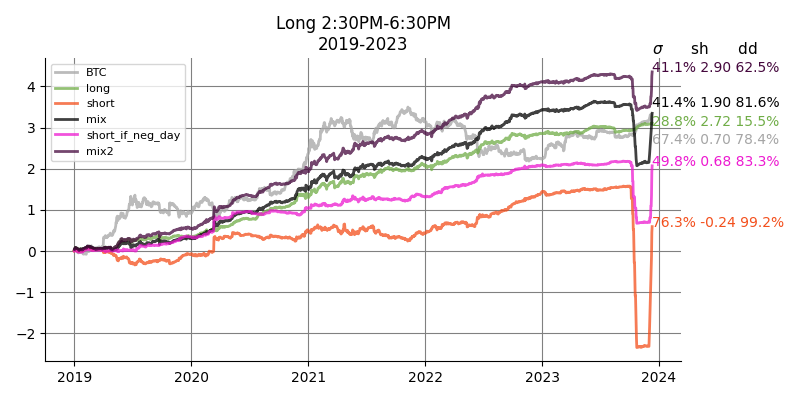 Long 2:30PM-6:30PM
2019-2023
σ sh dd
41.1% 2.90 62.5%
41.4% 1.90 81.6%
28.8% 2.72 15.5%
67.4% 0.70 78.4%
49.8% 0.68 83.3%
76.3% -0.24 99.2%
BTC
long
short
mix
short_if_neg_day
mix2
4
3
2
1
0
−1
−2
2019 2020 2021 2022 2023 2024